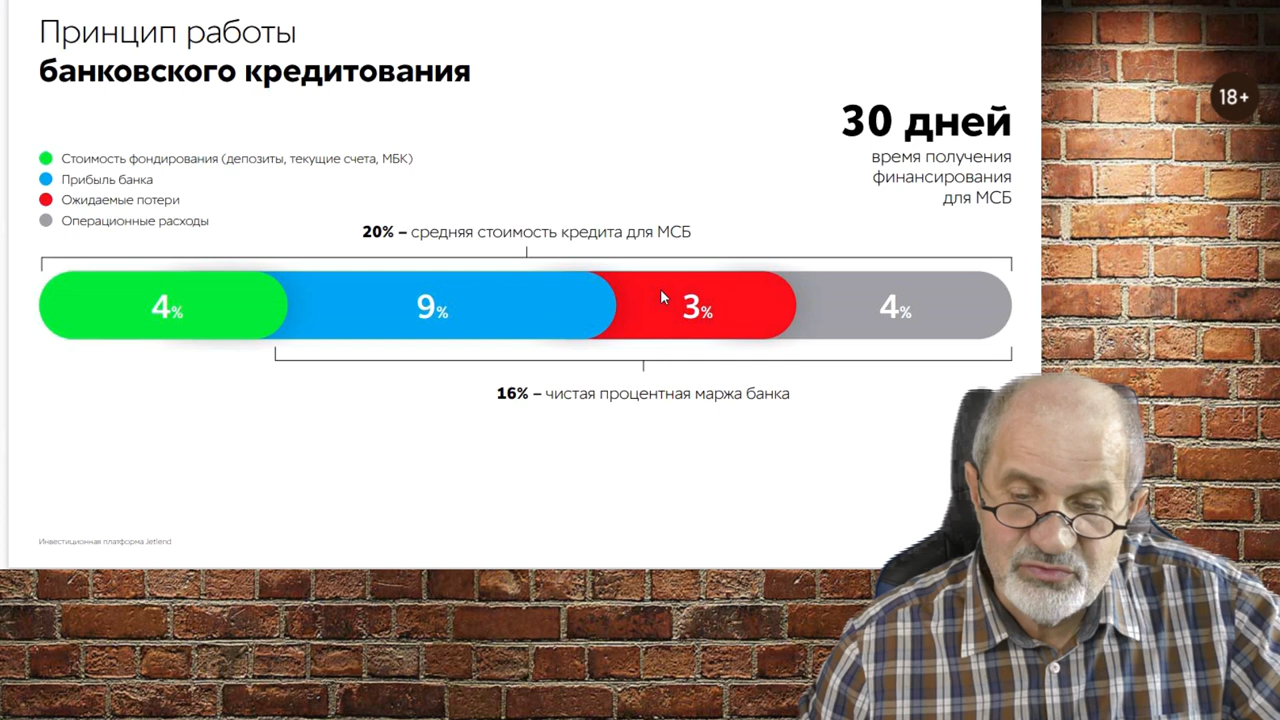 Принцип работы
банковского кредитования
18+
30 дней
время получения
финансирования
для МСБ
Стоимость фондирования (депозиты, текущие счета, МБК)
Прибыль банка
Ожидаемые потери
Операционные расходы
20% – средняя стоимость кредита для МСБ
4% 9% 3% 4%
16% – чистая процентная маржа банка
Инвестиционная платформа Jetlend